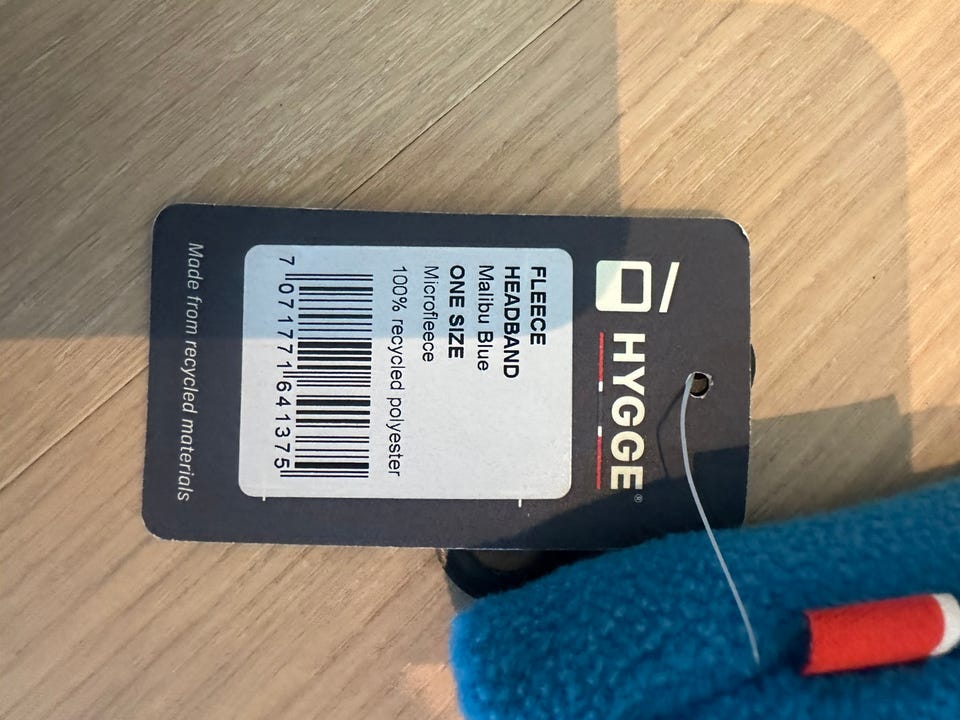 HYGGE®
FLEECE
HEADBAND
Malibu Blue
ONE SIZE
Microfleece
100% recycled polyester
7 071771 641375
Made from recycled materials